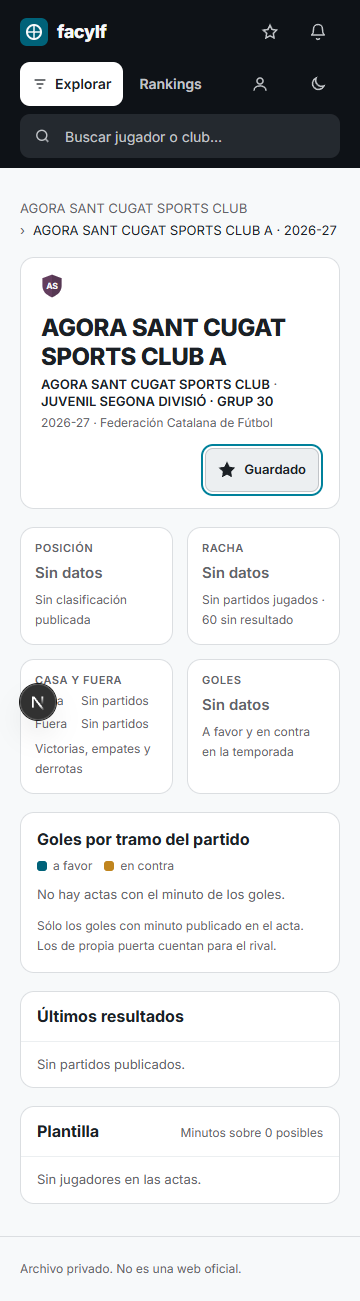 facylf
Explorar
Rankings
Buscar jugador o club...
AGORA SANT CUGAT SPORTS CLUB
› AGORA SANT CUGAT SPORTS CLUB A · 2026-27
AS
AGORA SANT CUGAT
SPORTS CLUB A
AGORA SANT CUGAT SPORTS CLUB ·
JUVENIL SEGONA DIVISIÓ · GRUP 30
2026-27 · Federación Catalana de Fútbol
Guardado
POSICIÓN
Sin datos
Sin clasificación
publicada
RACHA
Sin datos
Sin partidos jugados ·
60 sin resultado
CASA Y FUERA
N
Sin partidos
Fuera Sin partidos
Victorias, empates y
derrotas
GOLES
Sin datos
A favor y en contra
en la temporada
Goles por tramo del partido
a favor en contra
No hay actas con el minuto de los goles.
Sólo los goles con minuto publicado en el acta.
Los de propia puerta cuentan para el rival.
Últimos resultados
Sin partidos publicados.
Plantilla Minutos sobre 0 posibles
Sin jugadores en las actas.
Archivo privado. No es una web oficial.